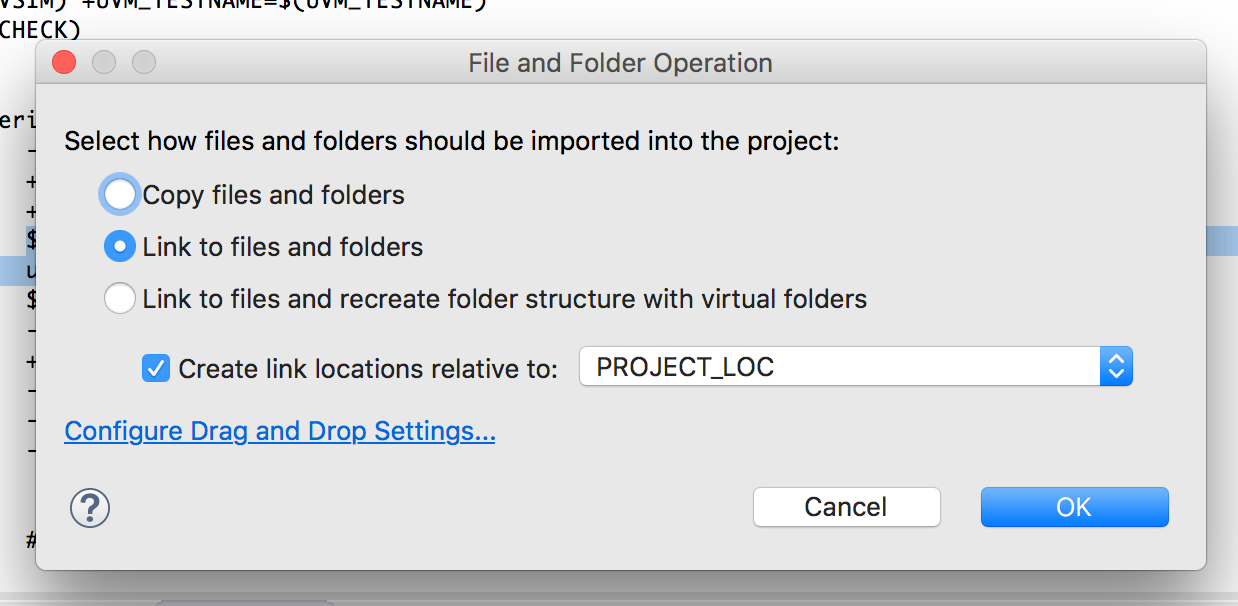 +UVM_TESTNAME=$(UVM_TESTNAME)
CHECK)
File and Folder Operation
eri
Select how files and folders should be imported into the project:
-
+
Copy files and folders
+
$
Link to files and folders
u
$
Link to files and recreate folder structure with virtual folders
-
+
Create link locations relative to:
PROJECT_LOC
-
-
Configure Drag and Drop Settings...
-
?
Cancel
OK
#